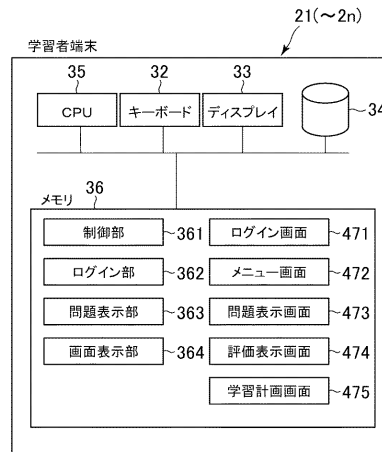 21(～2n)
学習者端末
35 32 33
CPU キーボード ディスプレイ 34
メモリ 36
制御部 361 ログイン画面 471
ログイン部 362 メニュー画面 472
問題表示部 363 問題表示画面 473
画面表示部 364 評価表示画面 474
学習計画画面 475